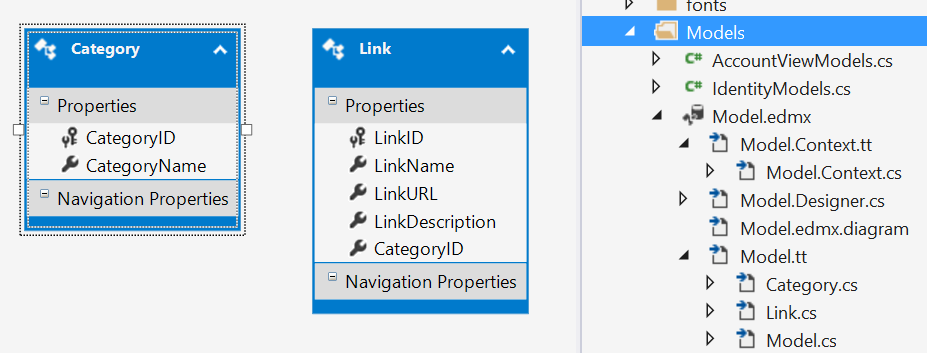 Category
Properties
CategoryID
CategoryName
Navigation Properties
Link
Properties
LinkID
LinkName
LinkURL
LinkDescription
CategoryID
Navigation Properties
fonts
Models
C# AccountViewModels.cs
C# IdentityModels.cs
Model.edmx
Model.Context.tt
Model.Context.cs
Model.Designer.cs
Model.edmx.diagram
Model.tt
Category.cs
Link.cs
Model.cs